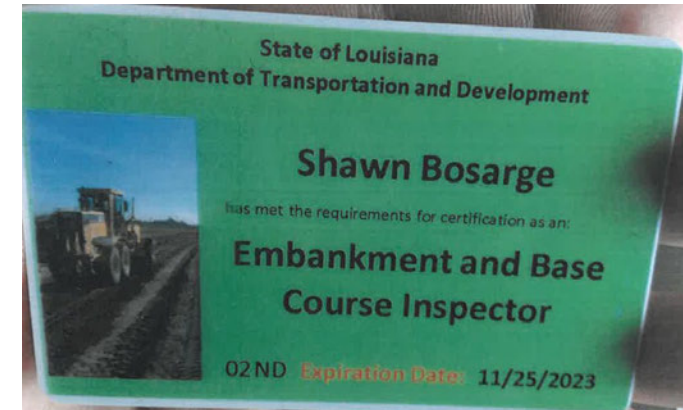 State of Louisiana
Department of Transportation and Development
Shawn Bosarge
has met the requirements for certification as an:
Embankment and Base
Course Inspector
02ND Expiration Date: 11/25/2023